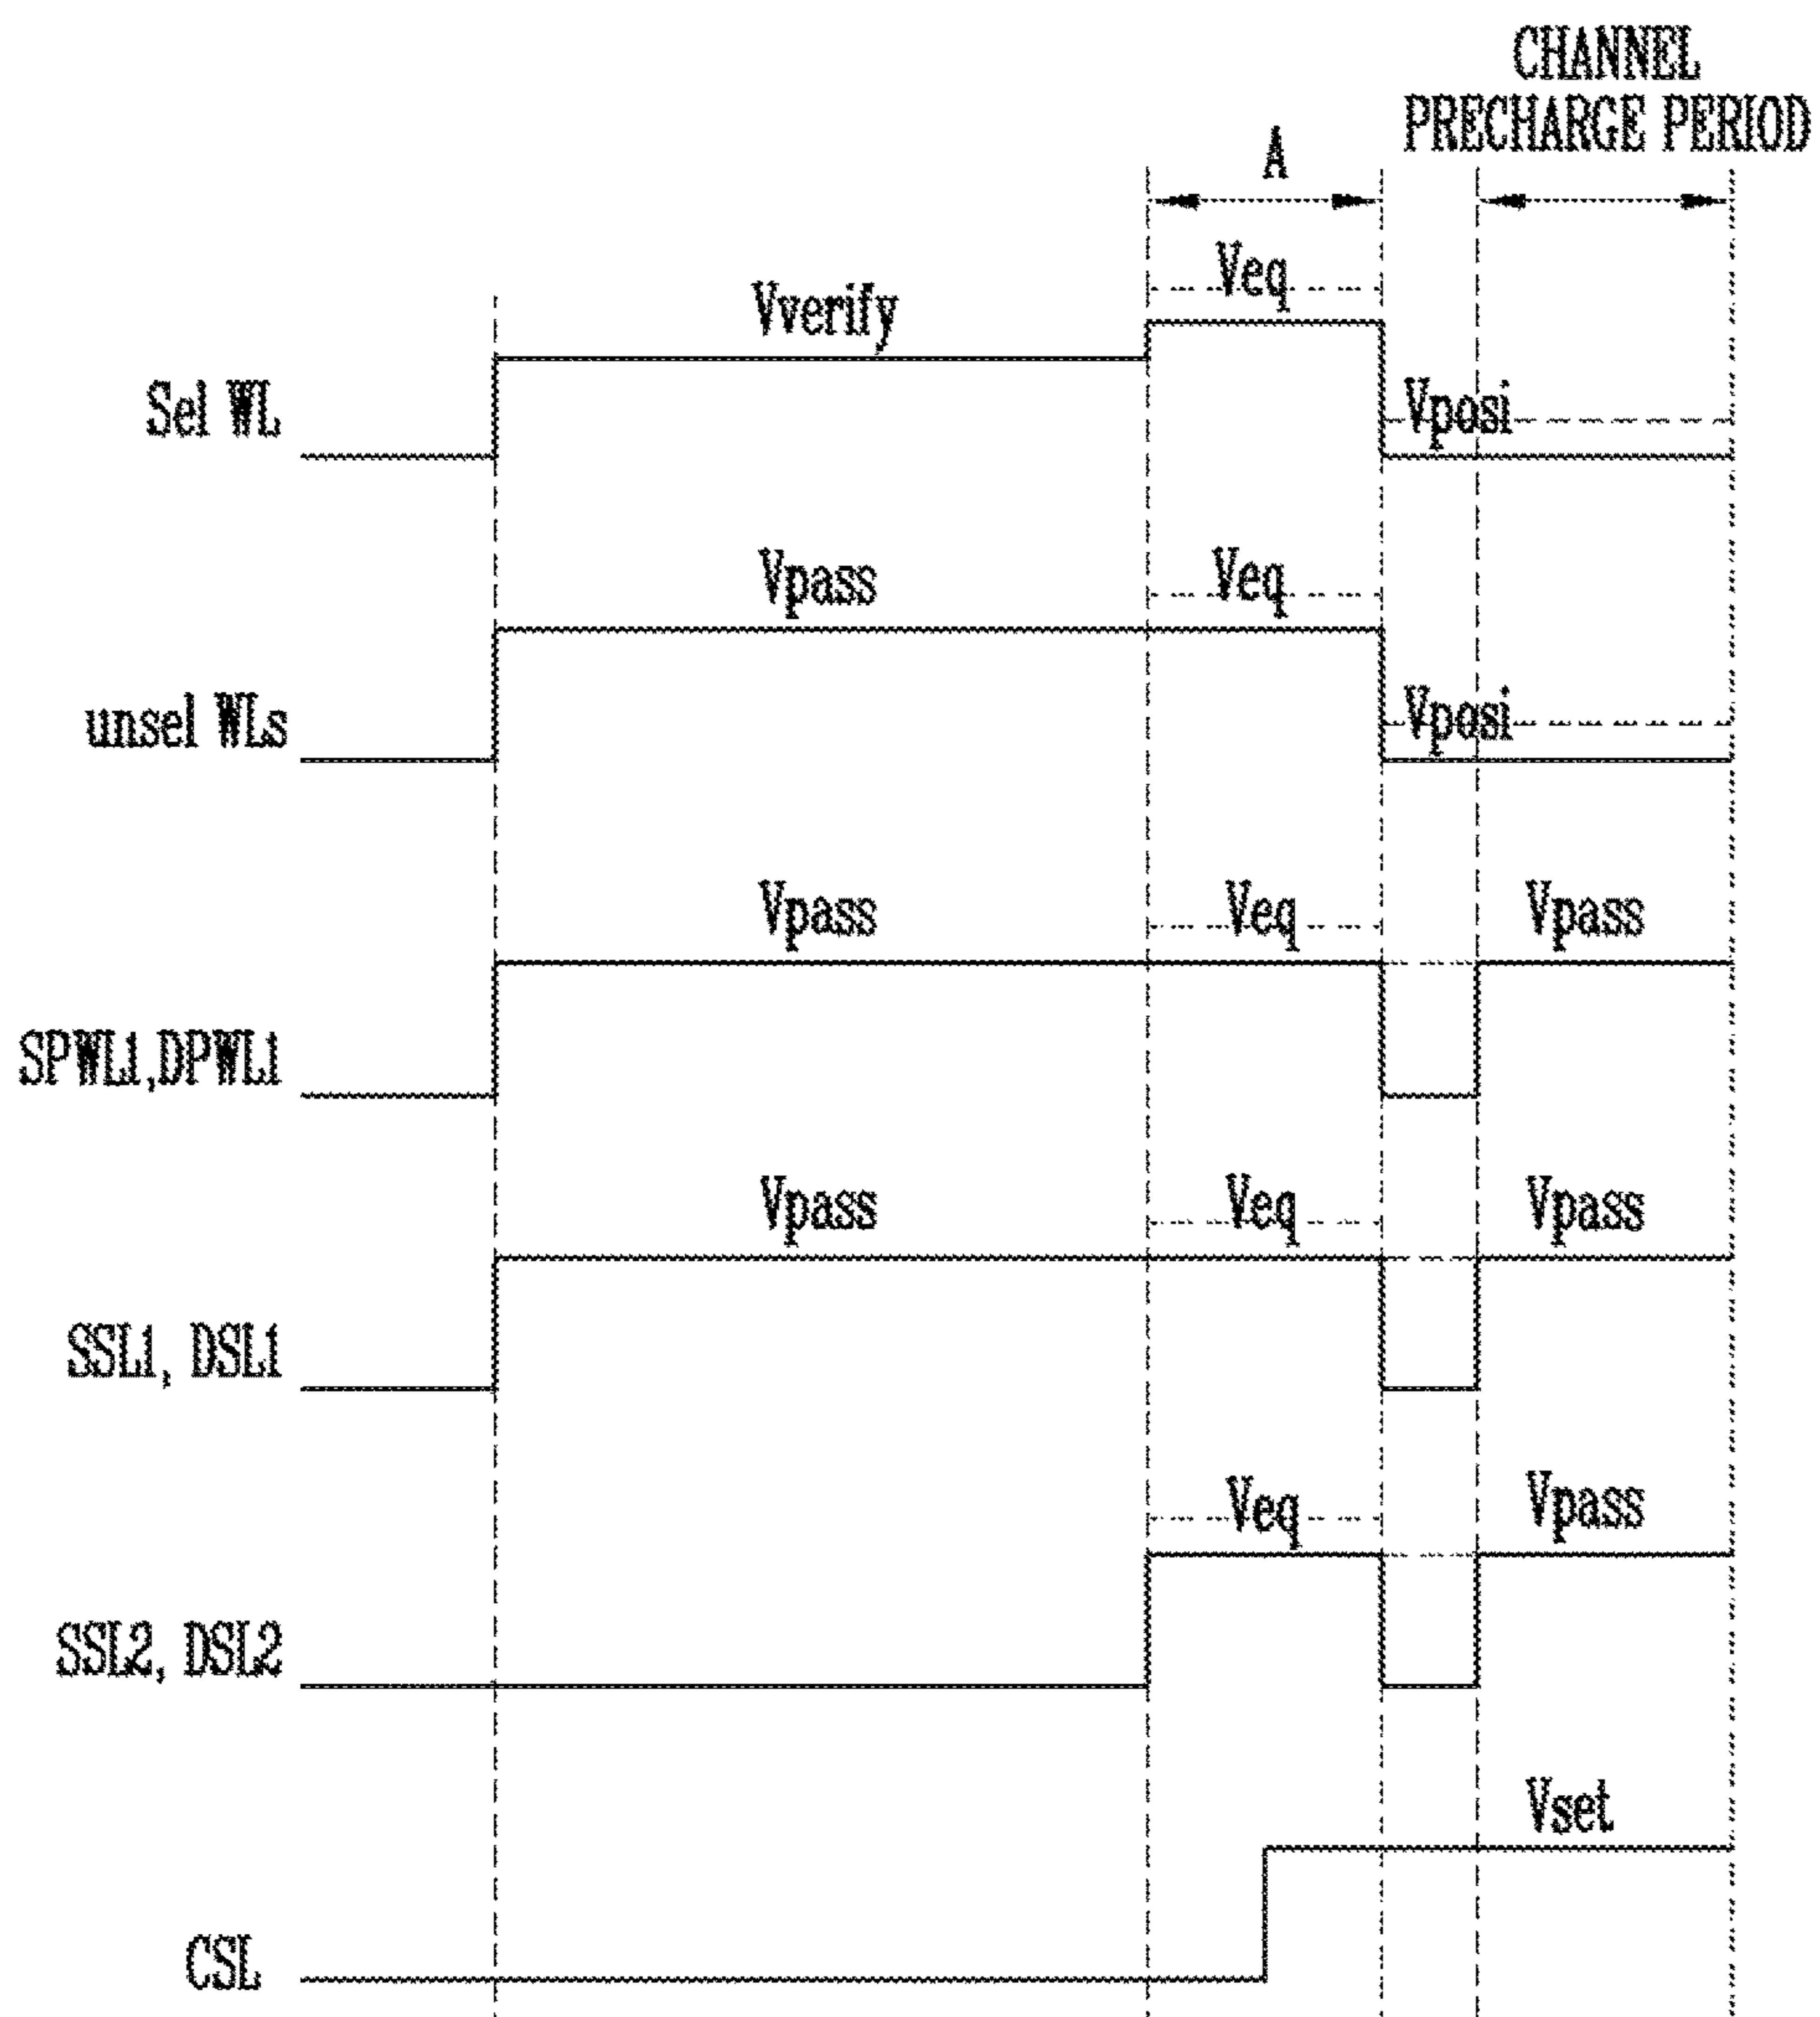 CHANNEL
PRECHARGE PERIOD
A
Veq
Vverify
Sel WL
Vposi
Vpass
Veq
unsel WLs
Vposi
Vpass
Veq
Vpass
SPWL1,DPWL1
Vpass
Veq
Vpass
SSL1, DSL1
Veq
Vpass
SSL2, DSL2
Vset
CSL